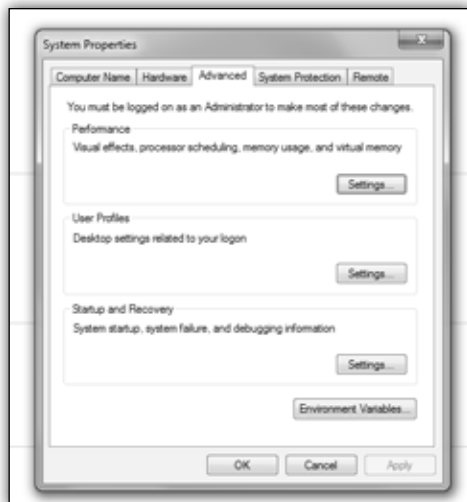 System Properties
Computer Name Hardware Advanced System Protection Remote
You must be logged on as an Administrator to make most of these changes.
Performance
Visual effects, processor scheduling, memory usage, and virtual memory
Settings...
User Profiles
Desktop settings related to your logon
Settings...
Startup and Recovery
System startup, system failure, and debugging information
Settings...
Environment Variables...
OK Cancel Apply